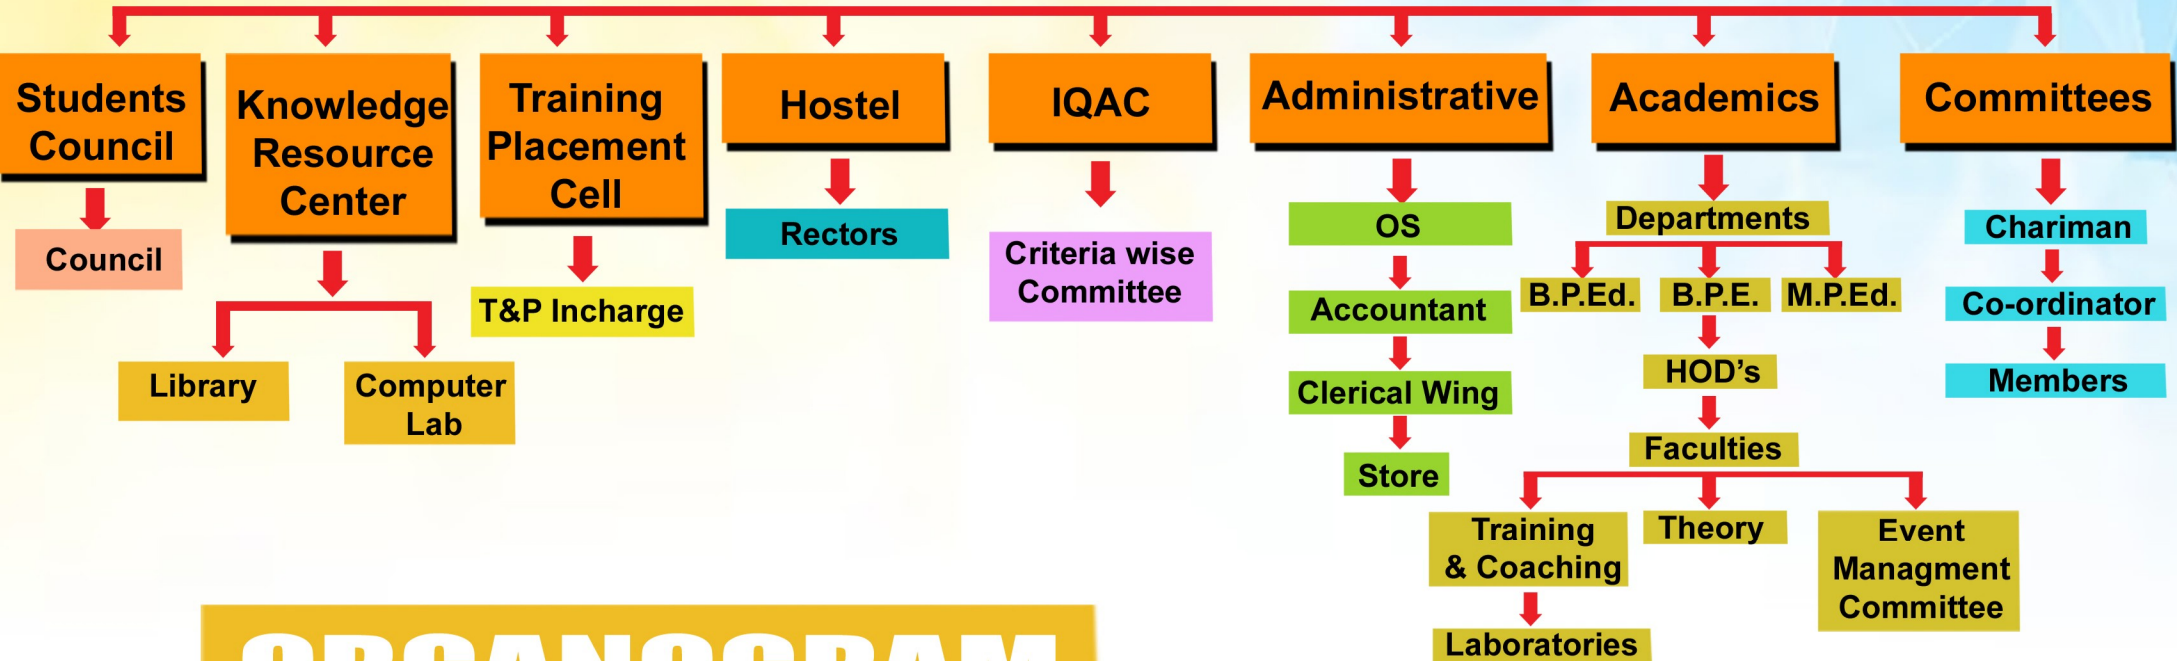 Students
Council
Knowledge
Resource
Center
Training
Placement
Cell
Hostel
IQAC
Administrative
Academics
Committees
Council
Library
Computer
Lab
T&P Incharge
Rectors
Criteria wise
Committee
OS
Accountant
Clerical Wing
Store
Departments
B.P.Ed.
B.P.E.
M.P.Ed.
HOD's
Faculties
Training
& Coaching
Theory
Event
Managment
Committee
Laboratories
Chariman
Co-ordinator
Members
ORGANOGRAM